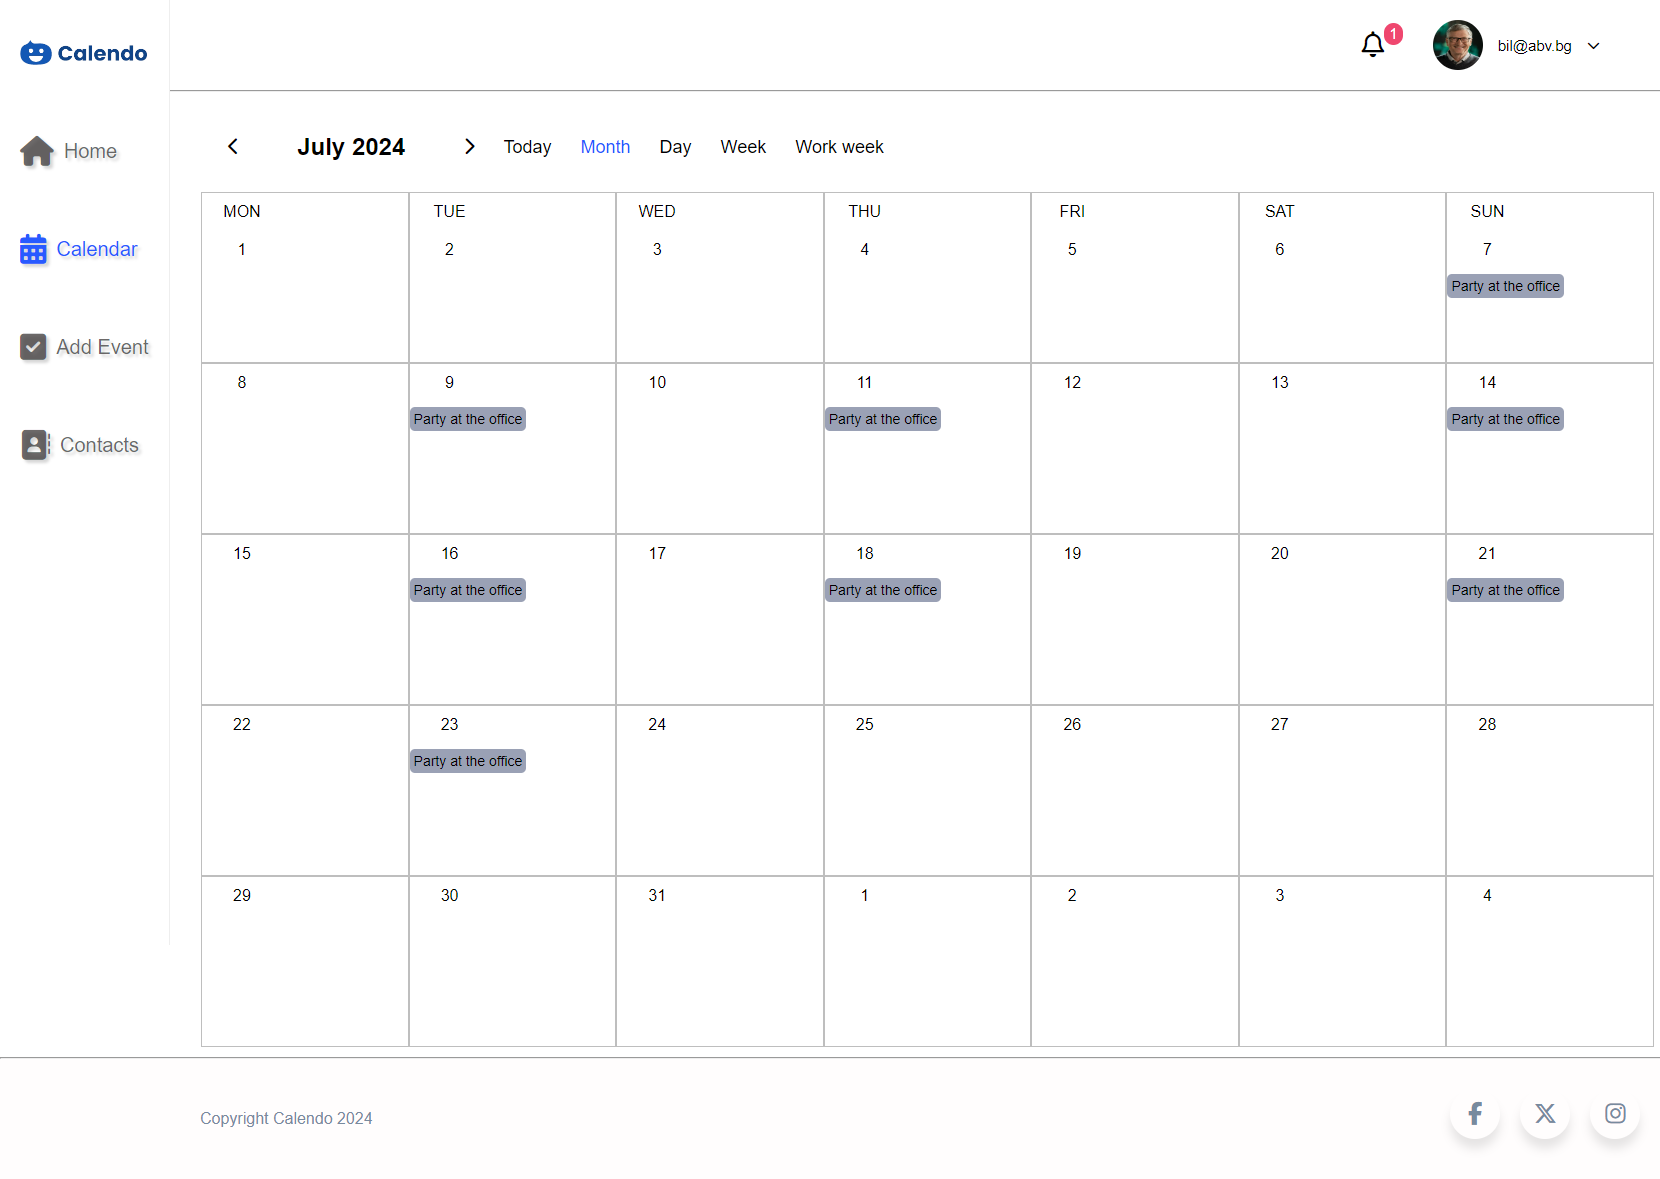 Calendo
1
bil@abv.bg
Home
Calendar
Add Event
Contacts
July 2024
Today Month Day Week Work week
MON TUE WED THU FRI SAT SUN
1 2 3 4 5 6 7
Party at the office
8 9 10 11 12 13 14
Party at the office Party at the office Party at the office
15 16 17 18 19 20 21
Party at the office Party at the office Party at the office
22 23 24 25 26 27 28
Party at the office
29 30 31 1 2 3 4
Copyright Calendo 2024